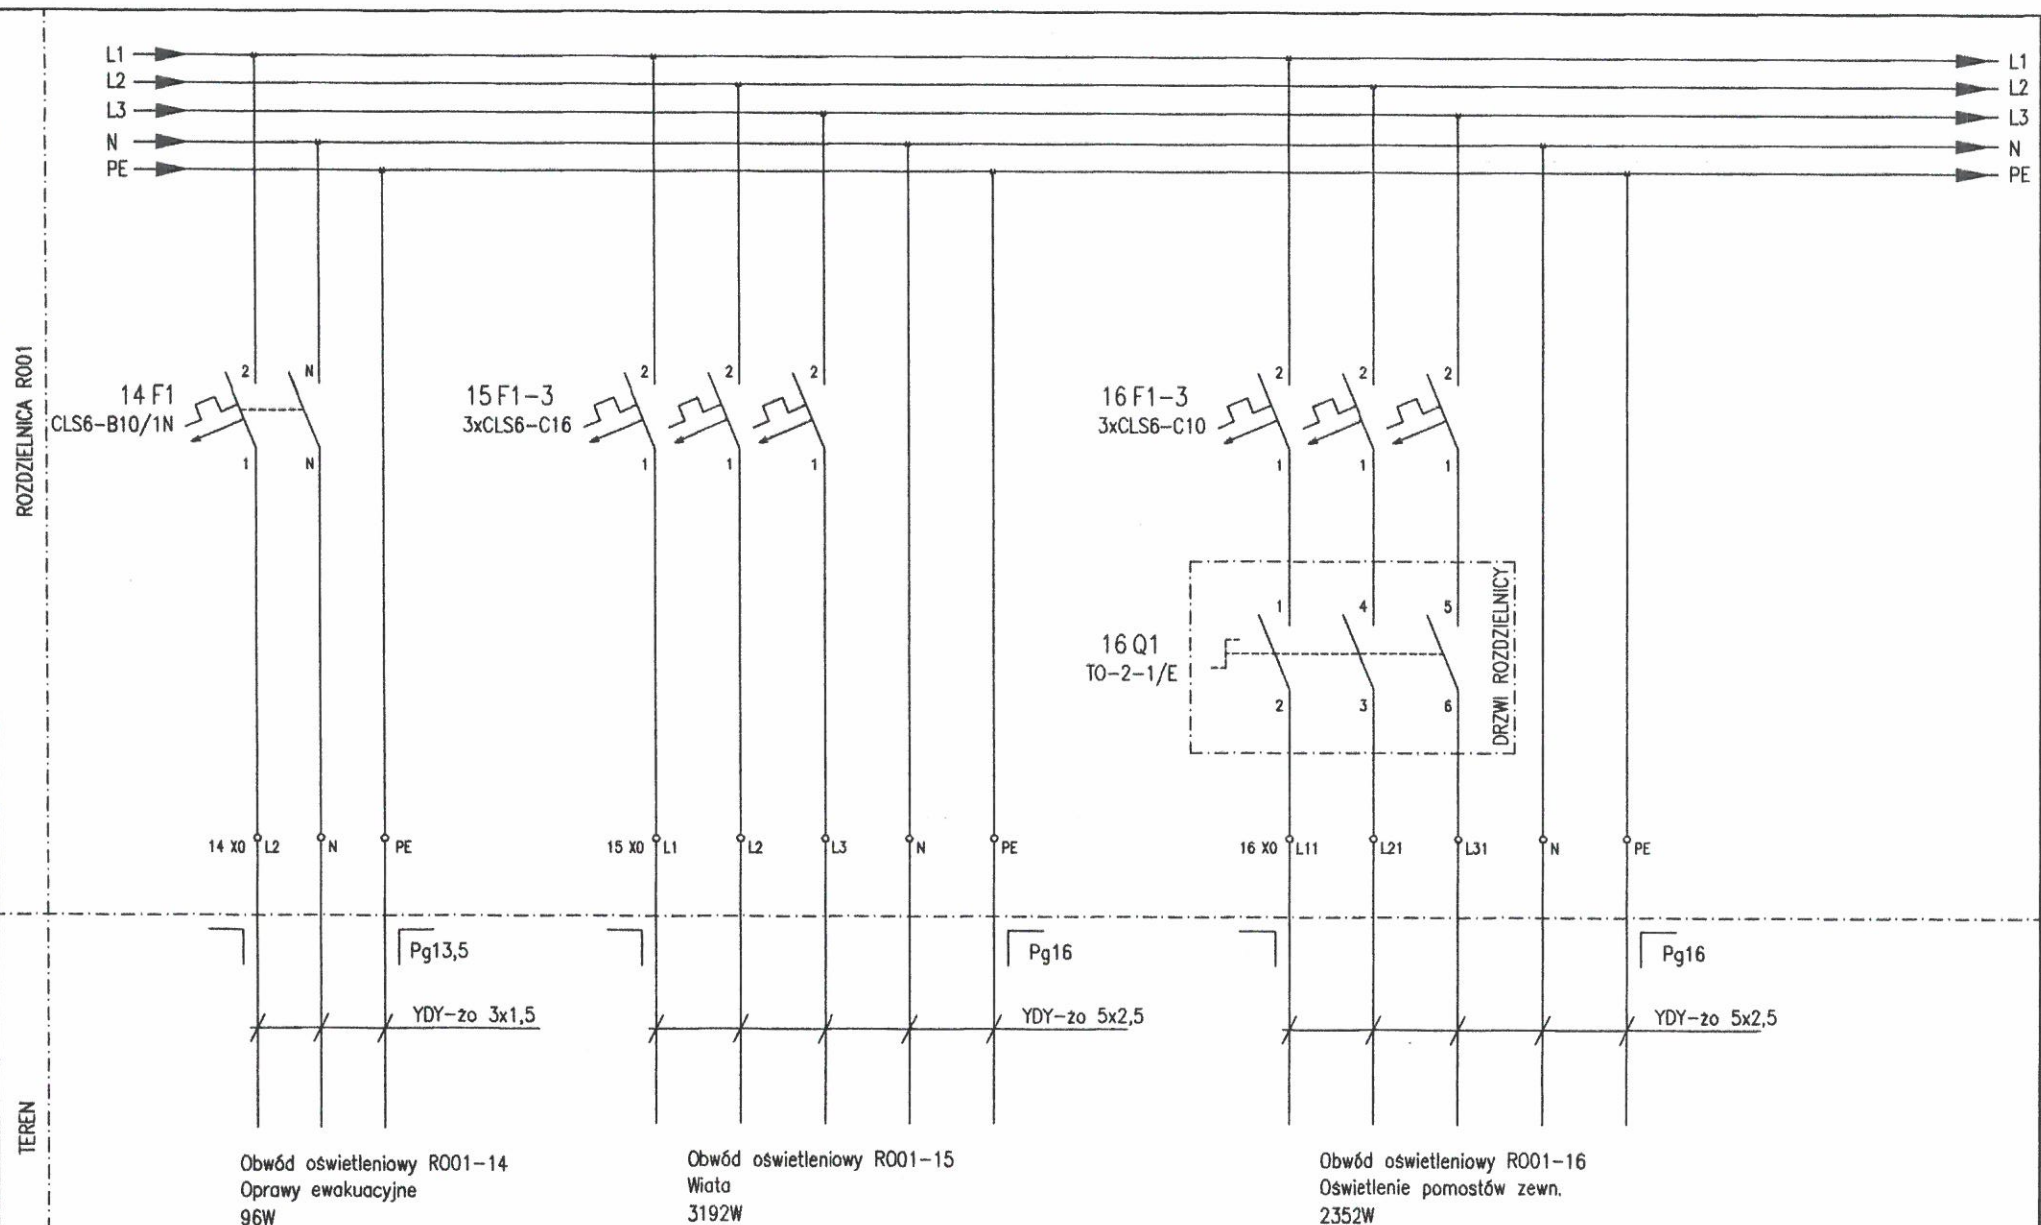 L1
L1
L2
L2
L3
L3
N
N
PE
PE
ROZDZIELNICA R001
14 F1
CLS6-B10/1N
2
N
1
N
15 F1-3
3xCLS6-C16
2
2
2
1
1
1
16 F1-3
3xCLS6-C10
2
2
2
1
1
1
16 Q1
TO-2-1/E
1
4
5
2
3
6
DRZWI ROZDZIELNICY
14 X0
L2
N
PE
15 X0
L1
L2
L3
N
PE
16 X0
L11
L21
L31
N
PE
Pg13,5
Pg16
Pg16
YDY-żo 3x1,5
YDY-żo 5x2,5
YDY-żo 5x2,5
TEREN
Obwód oświetleniowy R001-14
Oprawy ewakuacyjne
96W
Obwód oświetleniowy R001-15
Wiata
3192W
Obwód oświetleniowy R001-16
Oświetlenie pomostów zewn.
2352W